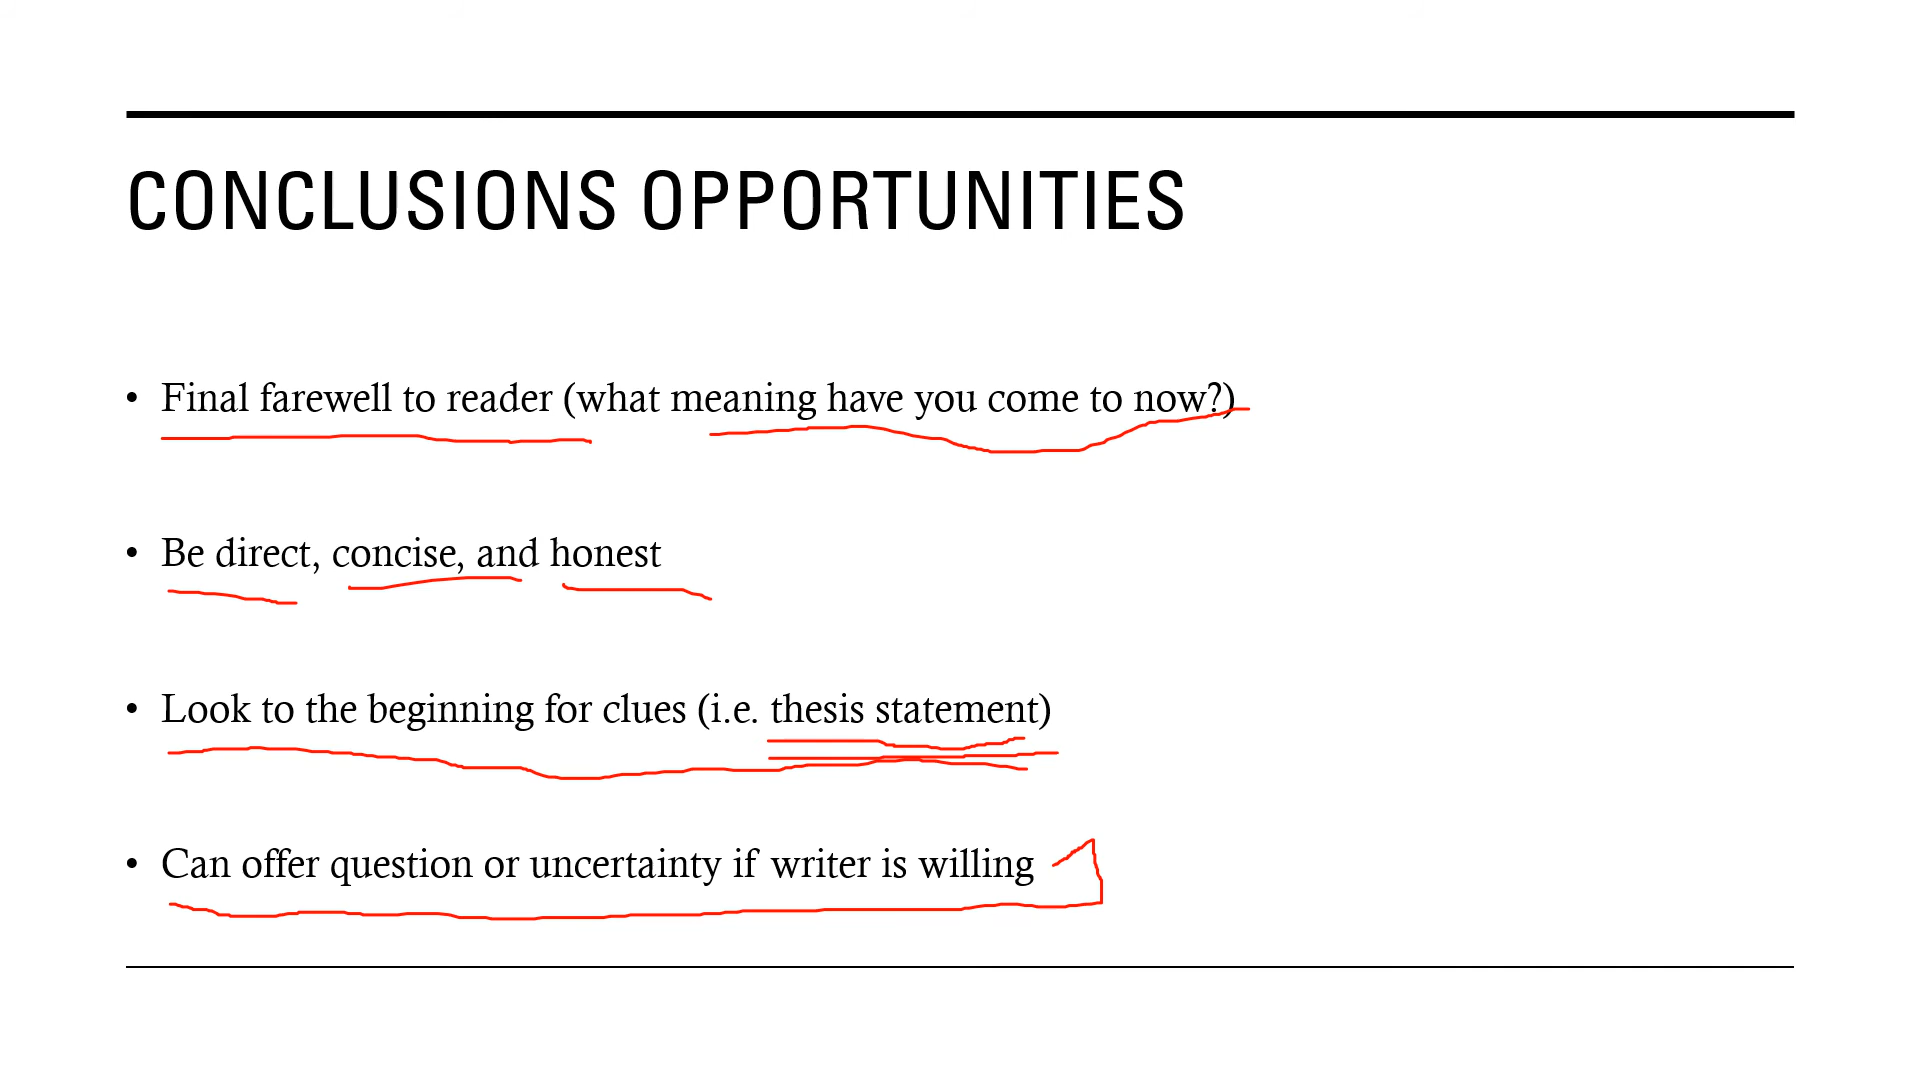 CONCLUSIONS OPPORTUNITIES
• Final farewell to reader (what meaning have you come to now?)
• Be direct, concise, and honest
• Look to the beginning for clues (i.e. thesis statement)
• Can offer question or uncertainty if writer is willing